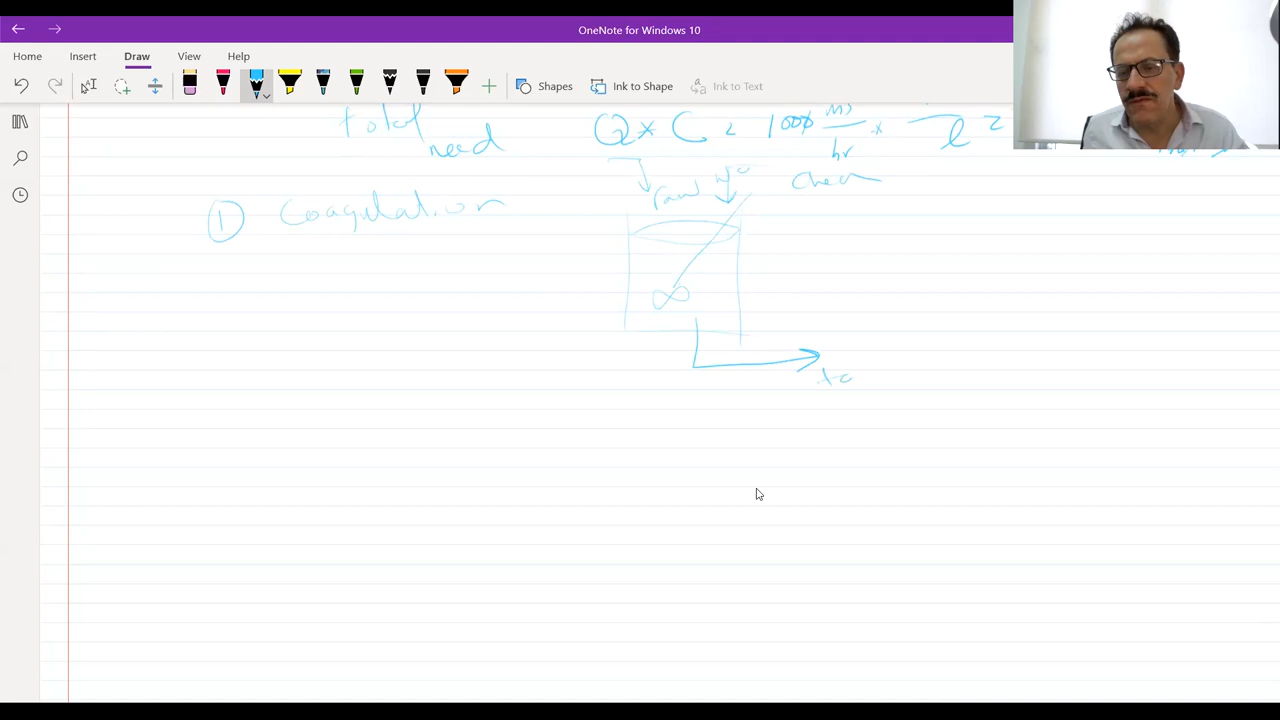 OneNote for Windows 10
Home Insert Draw View Help
Shapes Ink to Shape Ink to Text
total need
Q * C = 1000 m3/hr * l =
raw
① Coagulation
to